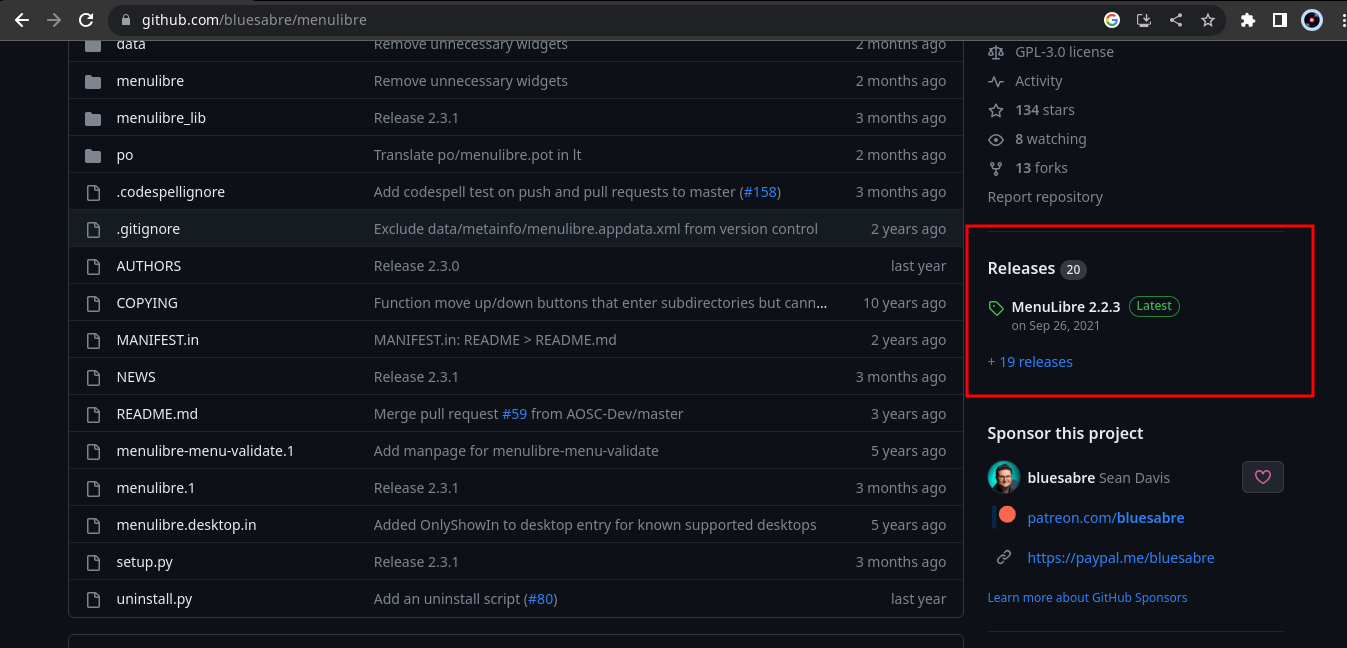 github.com/bluesabre/menulibre
data Remove unnecessary widgets 2 months ago
menulibre Remove unnecessary widgets 2 months ago
menulibre_lib Release 2.3.1 3 months ago
po Translate po/menulibre.pot in lt 2 months ago
.codespellignore Add codespell test on push and pull requests to master (#158) 3 months ago
.gitignore Exclude data/metainfo/menulibre.appdata.xml from version control 2 years ago
AUTHORS Release 2.3.0 last year
COPYING Function move up/down buttons that enter subdirectories but cann... 10 years ago
MANIFEST.in MANIFEST.in: README > README.md 2 years ago
NEWS Release 2.3.1 3 months ago
README.md Merge pull request #59 from AOSC-Dev/master 3 years ago
menulibre-menu-validate.1 Add manpage for menulibre-menu-validate 5 years ago
menulibre.1 Release 2.3.1 3 months ago
menulibre.desktop.in Added OnlyShowIn to desktop entry for known supported desktops 5 years ago
setup.py Release 2.3.1 3 months ago
uninstall.py Add an uninstall script (#80) last year
GPL-3.0 license
Activity
134 stars
8 watching
13 forks
Report repository
Releases 20
MenuLibre 2.2.3 Latest
on Sep 26, 2021
+ 19 releases
Sponsor this project
bluesabre Sean Davis
patreon.com/bluesabre
https://paypal.me/bluesabre
Learn more about GitHub Sponsors